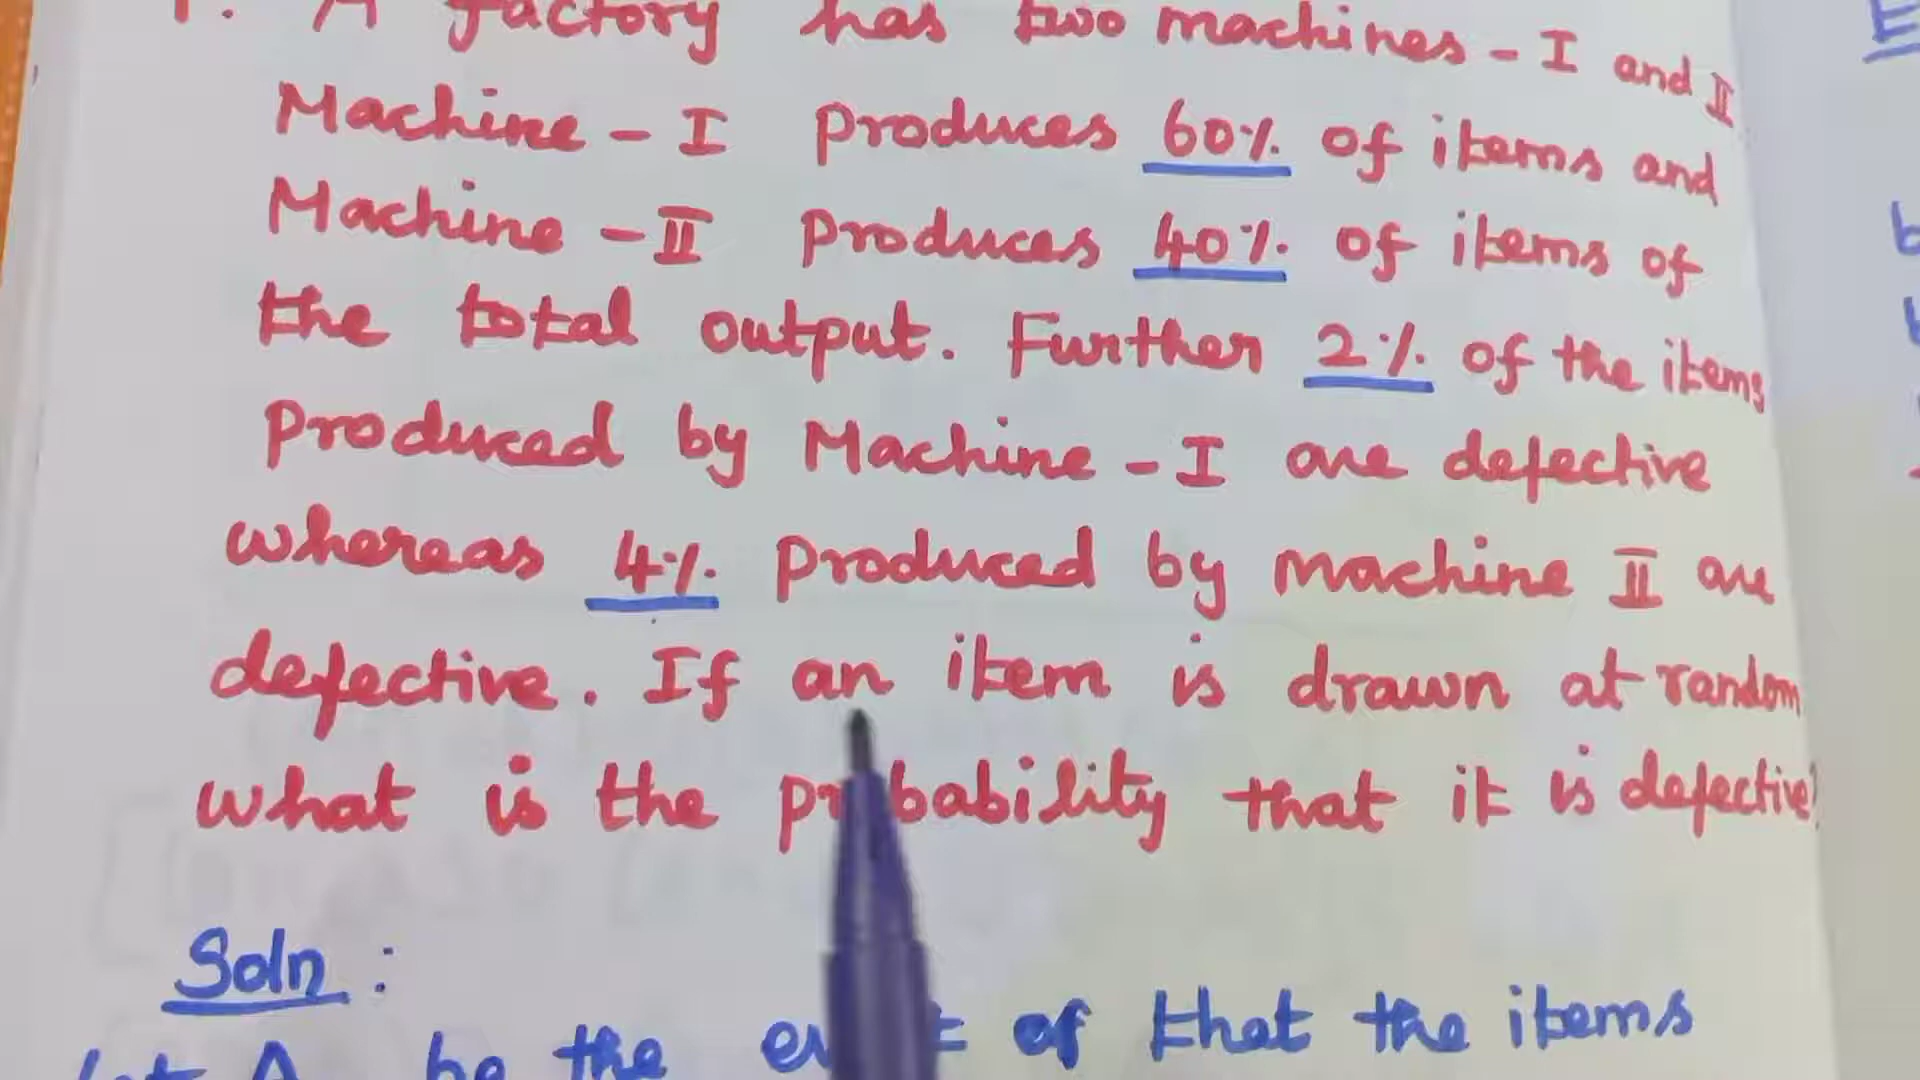 1. A factory has two machines - I and II
Machine - I produces 60% of items and
Machine - II produces 40% of items of
the total output. Further 2% of the items
produced by Machine - I are defective
whereas 4% produced by machine II are
defective. If an item is drawn at random
what is the probability that it is defective?
Soln :
be the of that the items